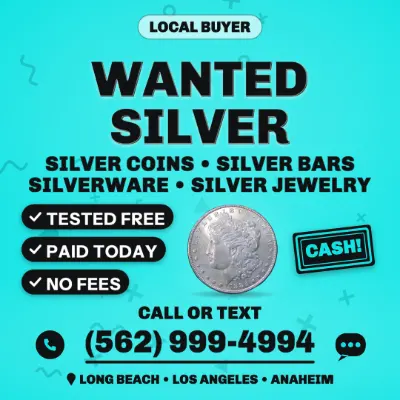 LOCAL BUYER
WANTED
SILVER
SILVER COINS • SILVER BARS
SILVERWARE • SILVER JEWELRY
✓ TESTED FREE
✓ PAID TODAY
✓ NO FEES
CASH!
CALL OR TEXT
(562) 999-4994
LONG BEACH • LOS ANGELES • ANAHEIM